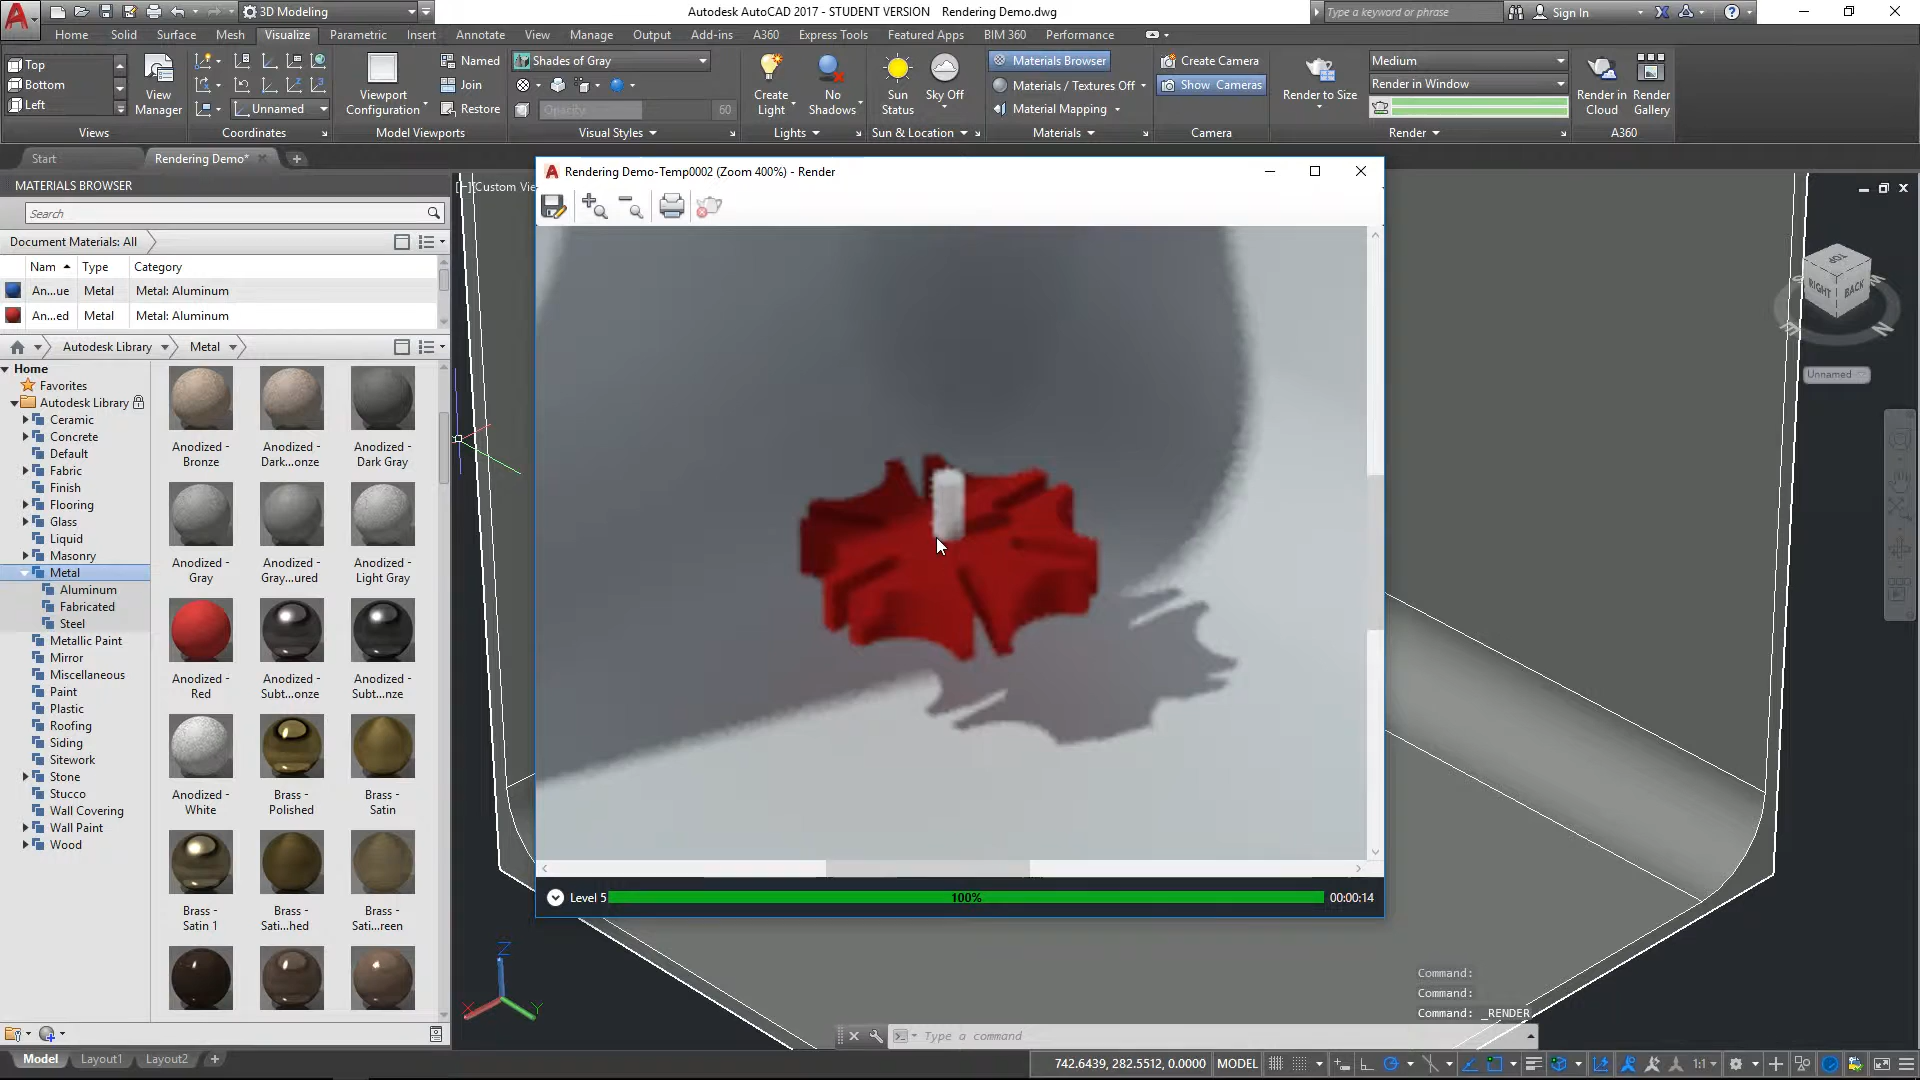 3D Modeling
Autodesk AutoCAD 2017 - STUDENT VERSION Rendering Demo.dwg
Type a keyword or phrase
Sign In
Home Solid Surface Mesh Visualize Parametric Insert Annotate View Manage Output Add-ins A360 Express Tools Featured Apps BIM 360 Performance
Top
Bottom
Left
View
Manager
Unnamed
Viewport
Configuration
Named
Join
Restore
Shades of Gray
Opacity
60
Create
Light
No
Shadows
Sun
Status
Sky Off
Materials Browser
Materials / Textures Off
Material Mapping
Create Camera
Show Cameras
Render to Size
Medium
Render in Window
Render in
Cloud
Render
Gallery
Views Coordinates Model Viewports Visual Styles Lights Sun & Location Materials Camera Render A360
Start Rendering Demo*
MATERIALS BROWSER
Search
Document Materials: All
Nam Type Category
An...ue Metal Metal: Aluminum
An...ed Metal Metal: Aluminum
Autodesk Library Metal
Home
Favorites
Autodesk Library
Ceramic
Concrete
Default
Fabric
Finish
Flooring
Glass
Liquid
Masonry
Metal
Aluminum
Fabricated
Steel
Metallic Paint
Mirror
Miscellaneous
Paint
Plastic
Roofing
Siding
Sitework
Stone
Stucco
Wall Covering
Wall Paint
Wood
Anodized -
Bronze
Anodized -
Dark...onze
Anodized -
Dark Gray
Anodized -
Gray
Anodized -
Gray...ured
Anodized -
Light Gray
Anodized -
Red
Anodized -
Subt...onze
Anodized -
Subt...nze
Anodized -
White
Brass -
Polished
Brass -
Satin
Brass -
Satin 1
Brass -
Sati...hed
Brass -
Sati...reen
[−][Custom Vie
Rendering Demo-Temp0002 (Zoom 400%) - Render
Level 5
100%
00:00:14
TOP
RIGHT
BACK
E
N
Unnamed
Z
X
Y
Command:
Command:
Command: _RENDER
Type a command
Model Layout1 Layout2
742.6439, 282.5512, 0.0000 MODEL
1:1